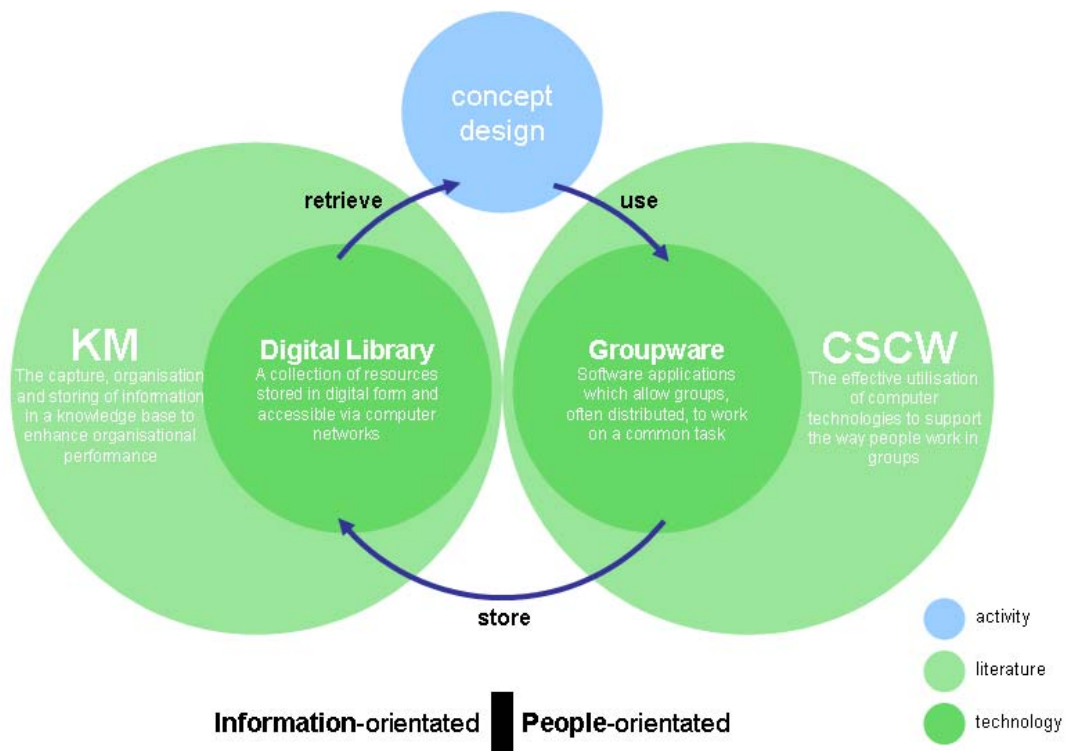 concept
design
retrieve
use
KM
The capture, organisation
and storing of information
in a knowledge base to
enhance organisational
performance
Digital Library
A collection of resources
stored in digital form and
accessible via computer
networks
Groupware
Software applications
which allow groups,
often distributed, to work
on a common task
CSCW
The effective utilisation
of computer
technologies to support
the way people work in
groups
store
activity
literature
technology
Information-orientated People-orientated